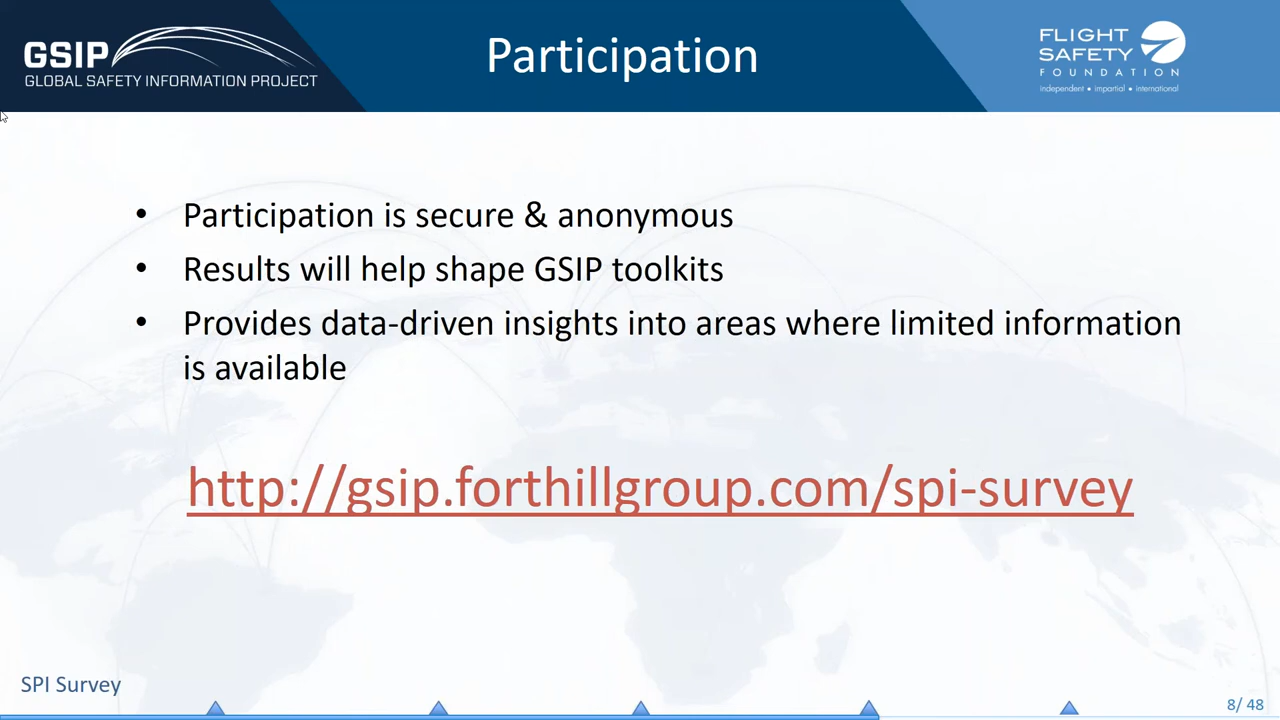 GSIP
GLOBAL SAFETY INFORMATION PROJECT
Participation
FLIGHT
SAFETY
FOUNDATION
independent • impartial • international
• Participation is secure & anonymous
• Results will help shape GSIP toolkits
• Provides data-driven insights into areas where limited information
is available
http://gsip.forthillgroup.com/spi-survey
SPI Survey
8/ 48